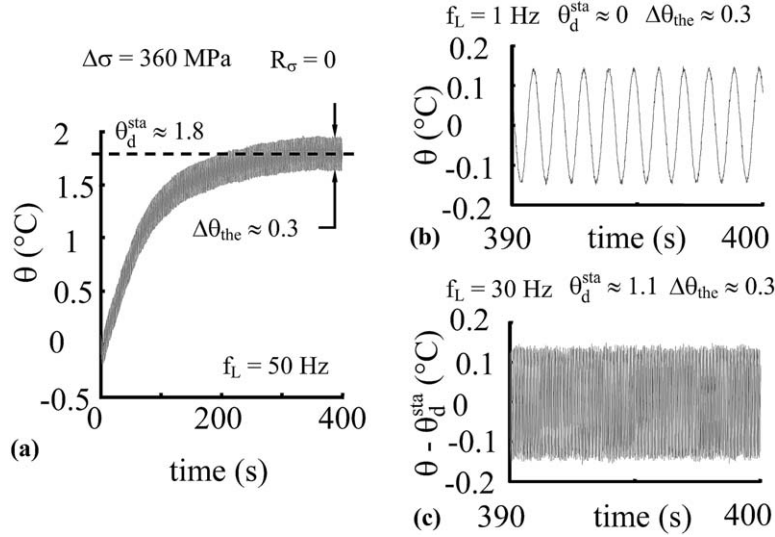 Δσ = 360 MPa R_σ = 0
θ_d^sta ≈ 1.8
Δθ_the ≈ 0.3
f_L = 50 Hz
θ (°C)
2
1.5
1
0.5
0
-0.5
0
200
400
time (s)
(a)
f_L = 1 Hz θ_d^sta ≈ 0 Δθ_the ≈ 0.3
θ (°C)
0.2
0.1
0
-0.1
-0.2
390
time (s)
400
(b)
f_L = 30 Hz θ_d^sta ≈ 1.1 Δθ_the ≈ 0.3
θ - θ_d^sta (°C)
0.2
0.1
0
-0.1
-0.2
390
time (s)
400
(c)